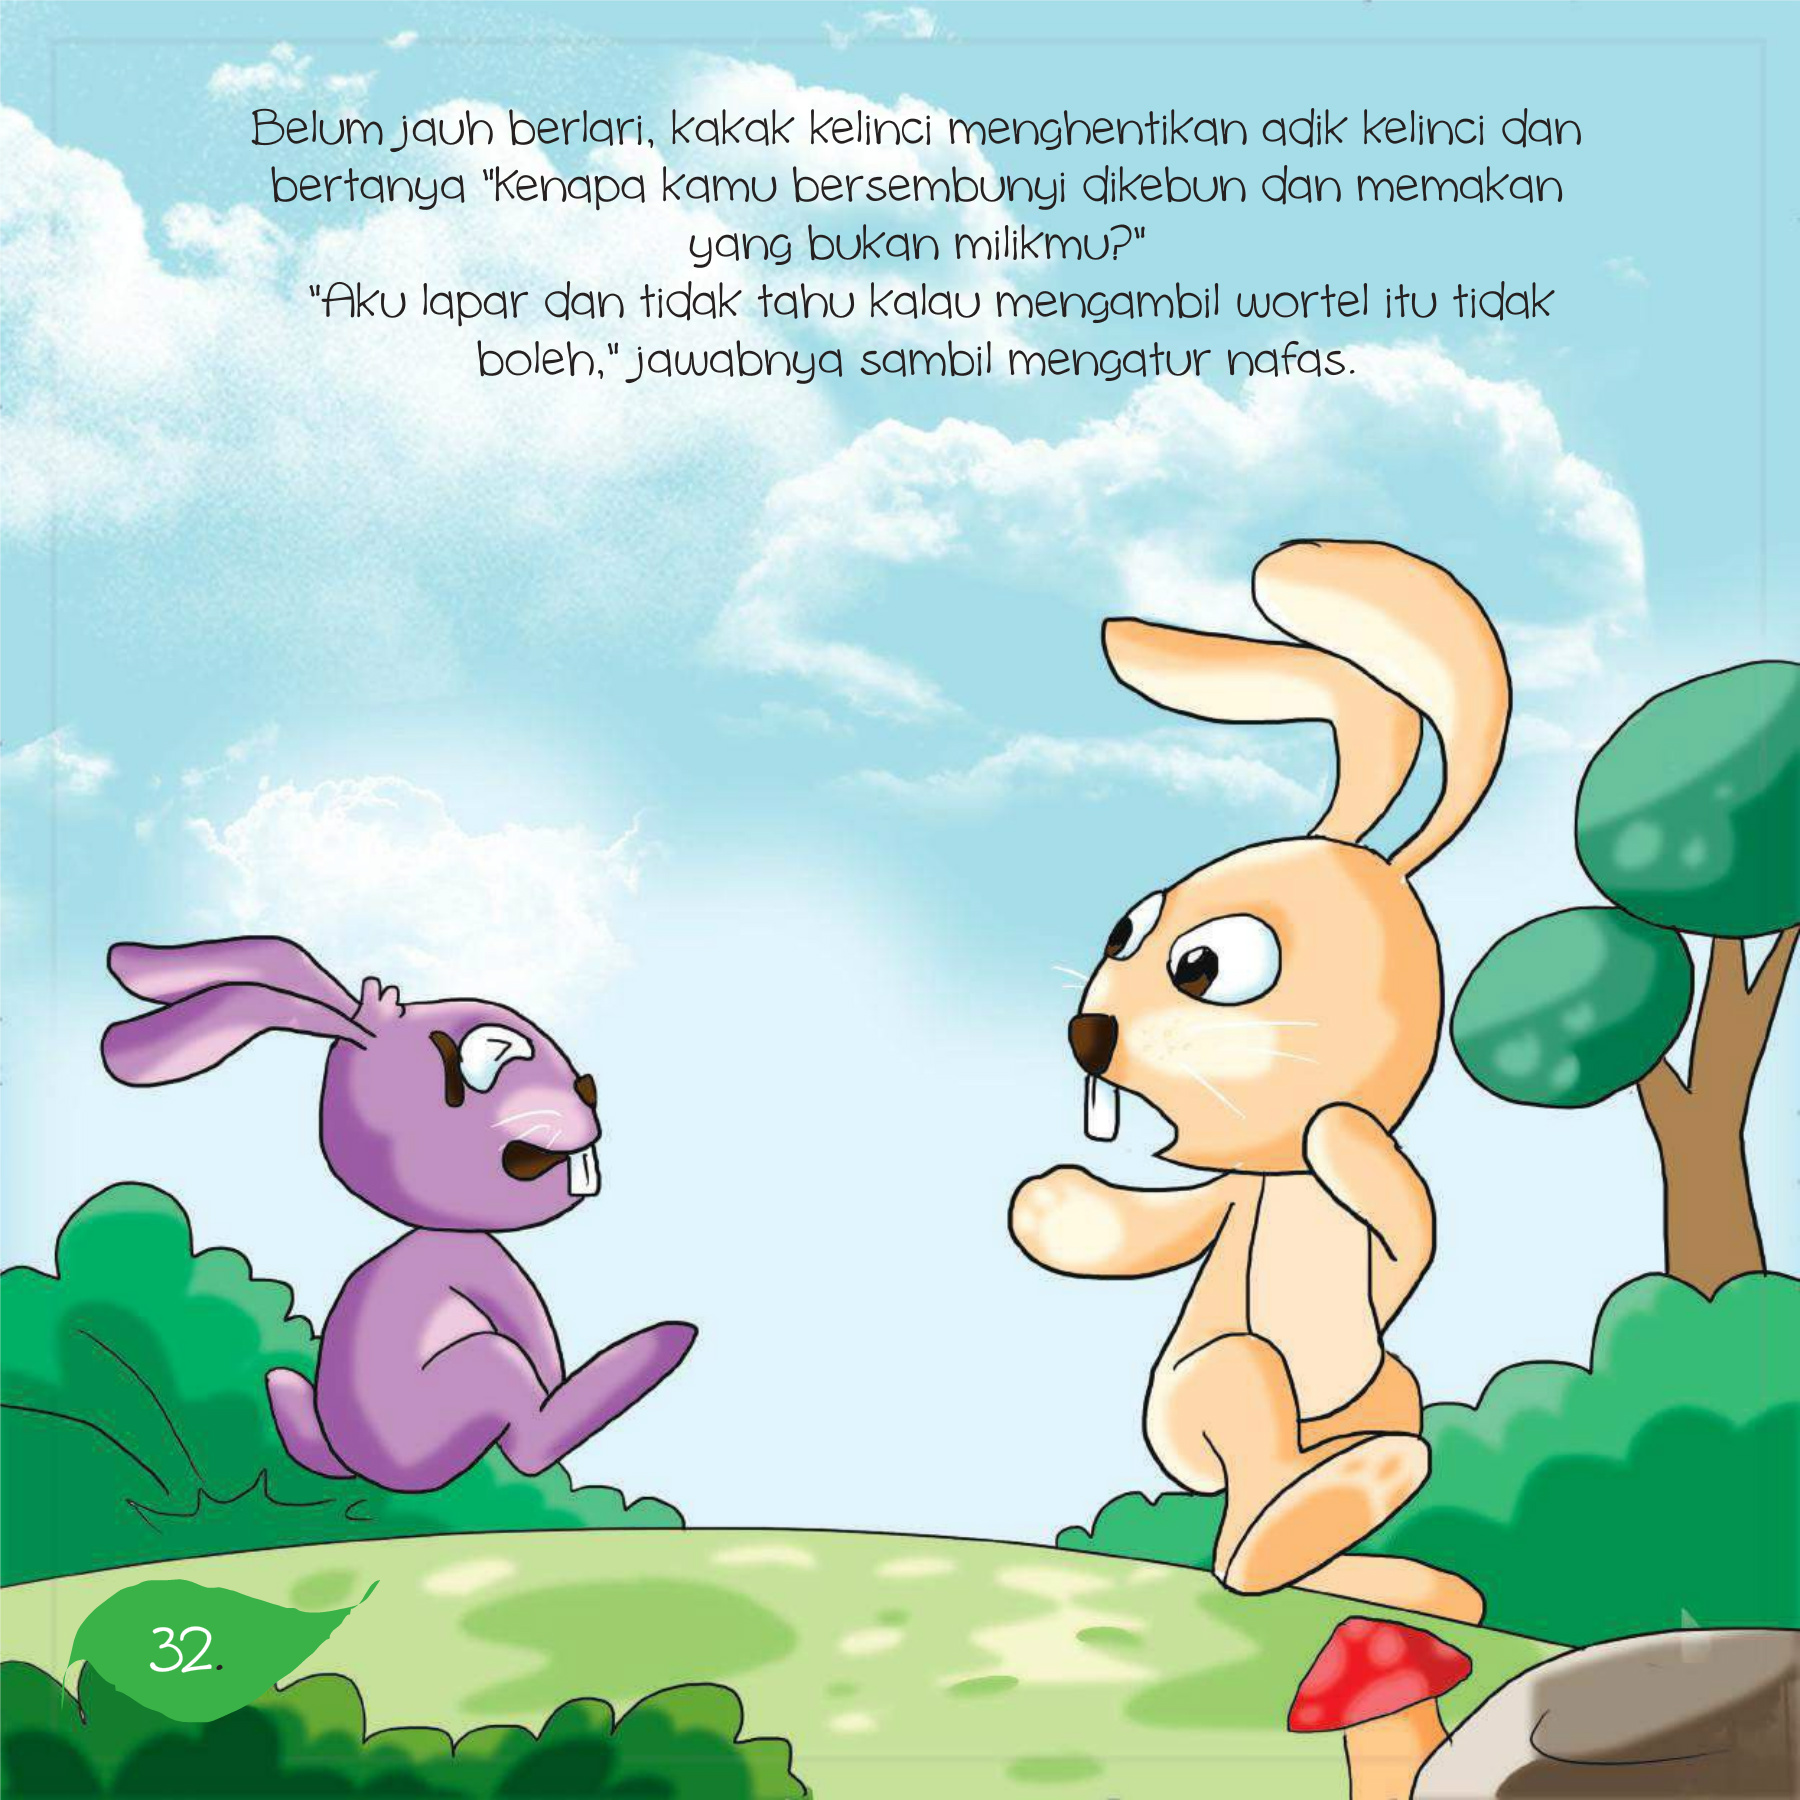 Belum jauh berlari, kakak kelinci menghentikan adik kelinci dan
bertanya "Kenapa kamu bersembunyi dikebun dan memakan
yang bukan milikmu?"
"Aku lapar dan tidak tahu kalau mengambil wortel itu tidak
boleh," jawabnya sambil mengatur nafas.
32.